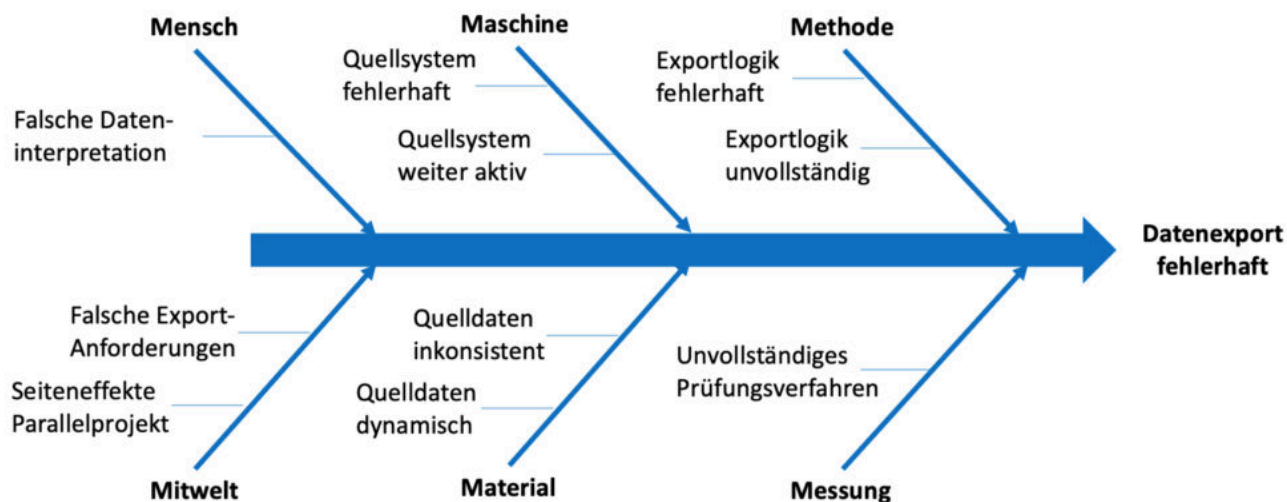 Mensch
Maschine
Methode
Quellsystem
fehlerhaft
Exportlogik
fehlerhaft
Falsche Daten-
interpretation
Quellsystem
weiter aktiv
Exportlogik
unvollständig
Datenexport
fehlerhaft
Falsche Export-
Anforderungen
Quelldaten
inkonsistent
Unvollständiges
Prüfungsverfahren
Seiteneffekte
Parallelprojekt
Quelldaten
dynamisch
Mitwelt
Material
Messung